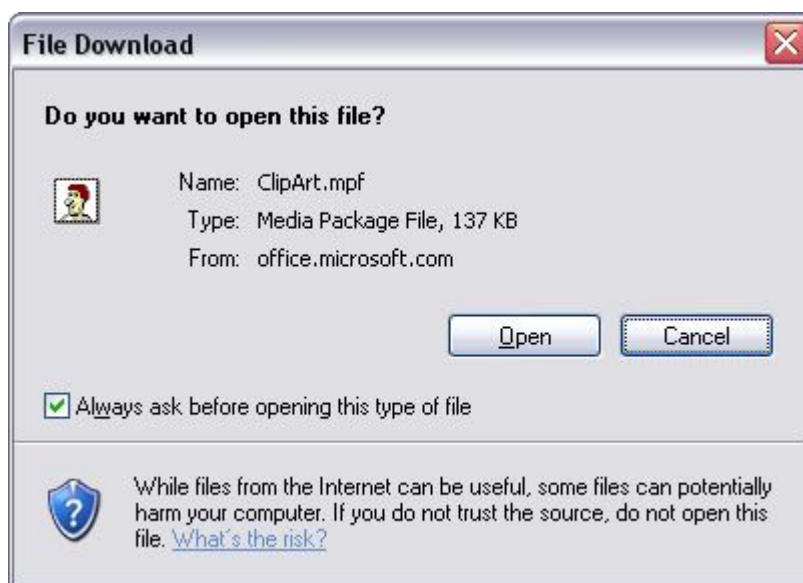 File Download
Do you want to open this file?
Name: ClipArt.mpf
Type: Media Package File, 137 KB
From: office.microsoft.com
Open Cancel
Always ask before opening this type of file
While files from the Internet can be useful, some files can potentially
harm your computer. If you do not trust the source, do not open this
file. What's the risk?